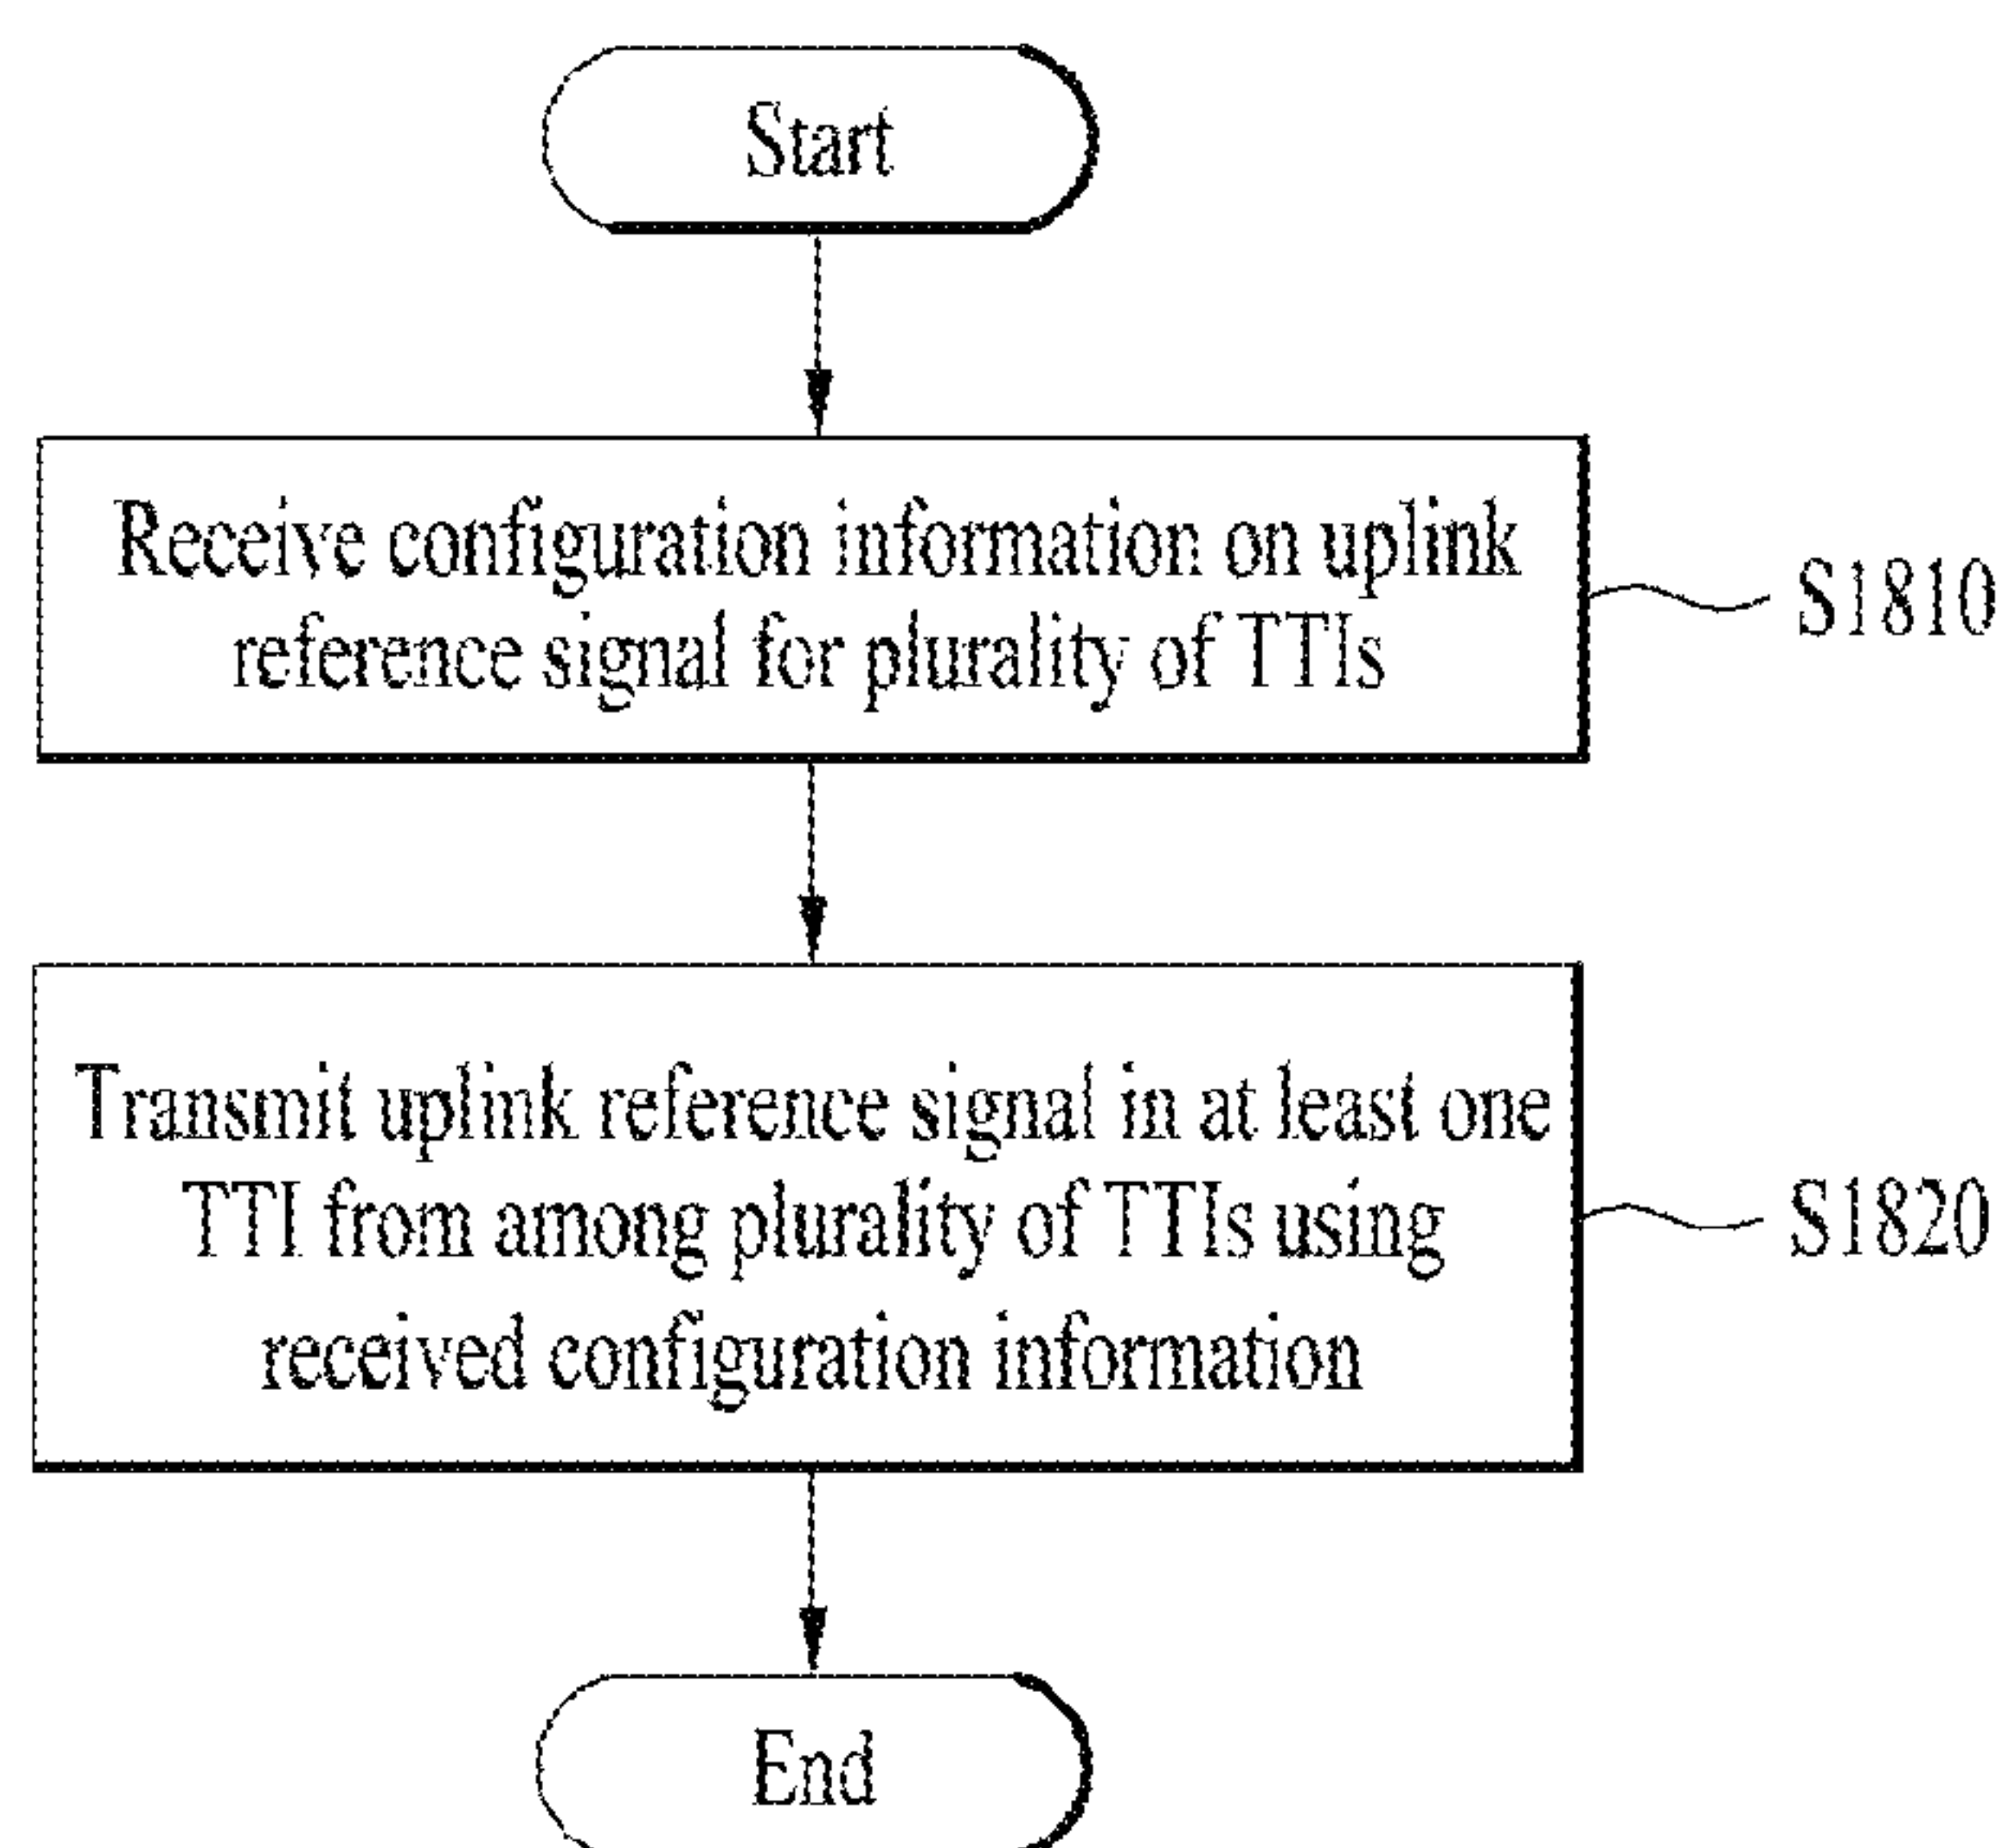 Start
Receive configuration information on uplink
reference signal for plurality of TTIs
S1810
Transmit uplink reference signal in at least one
TTI from among plurality of TTIs using
received configuration information
S1820
End